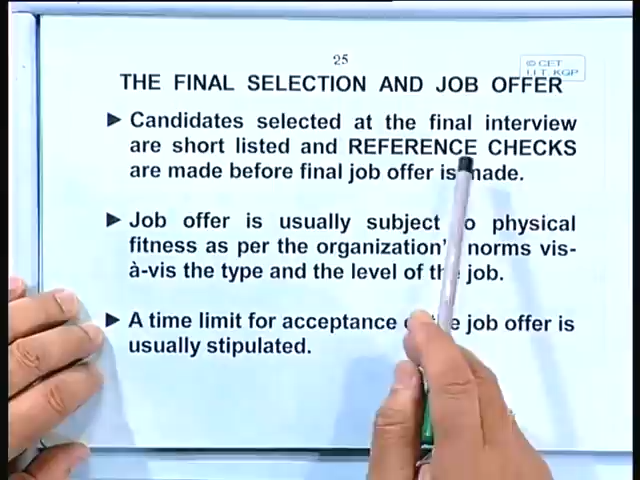 25
© CET
I.I.T. KGP
THE FINAL SELECTION AND JOB OFFER
Candidates selected at the final interview
are short listed and REFERENCE CHECKS
are made before final job offer is made.
Job offer is usually subject to physical
fitness as per the organization's norms vis-
à-vis the type and the level of the job.
A time limit for acceptance of the job offer is
usually stipulated.